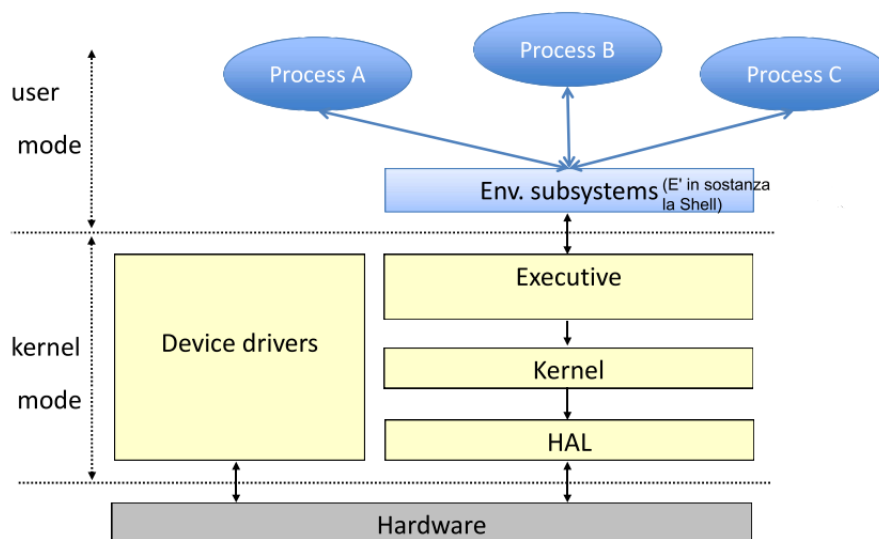 Process A
Process B
Process C
user
mode
Env. subsystems
(E' in sostanza
la Shell)
kernel
mode
Device drivers
Executive
Kernel
HAL
Hardware